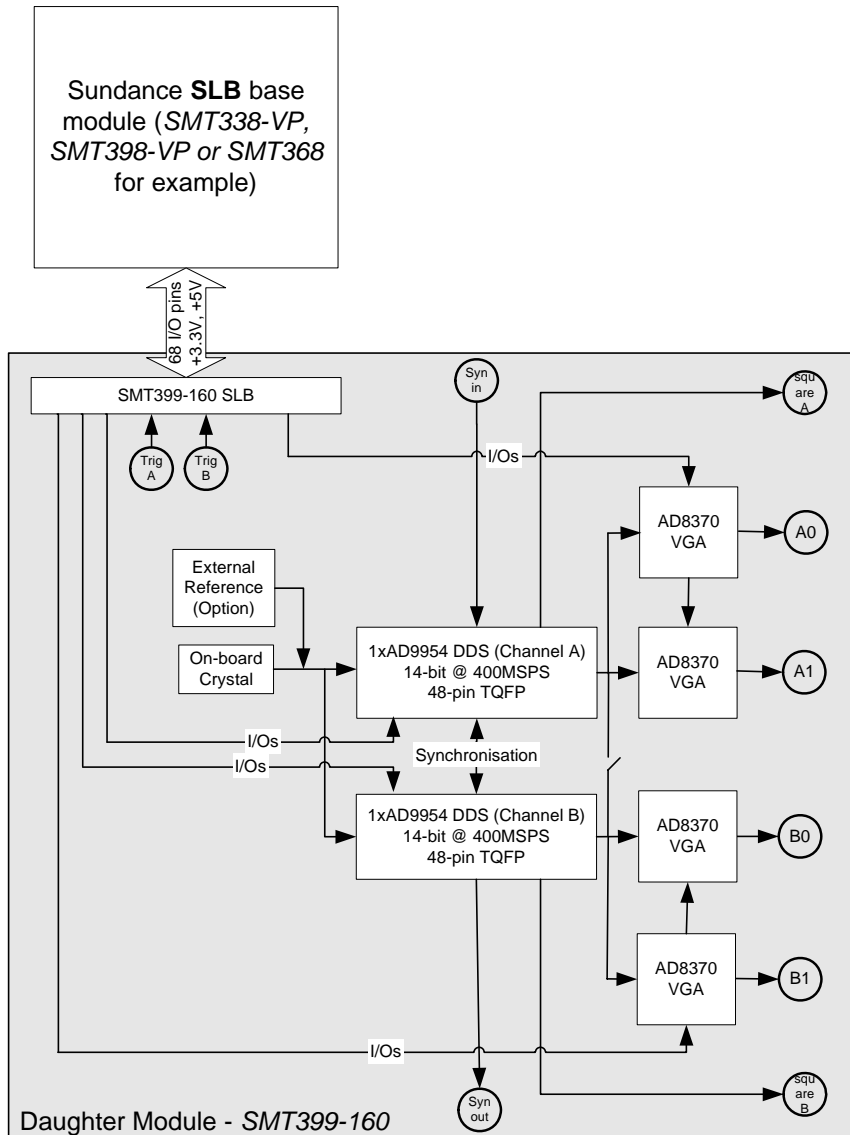 Sundance SLB base
module (SMT338-VP,
SMT398-VP or SMT368
for example)
68 I/O pins
+3.3V, +5V
SMT399-160 SLB
Syn
in
squ
are
A
Trig
A
Trig
B
I/Os
AD8370
VGA
A0
External
Reference
(Option)
1xAD9954 DDS (Channel A)
14-bit @ 400MSPS
48-pin TQFP
AD8370
VGA
A1
On-board
Crystal
I/Os
Synchronisation
I/Os
1xAD9954 DDS (Channel B)
14-bit @ 400MSPS
48-pin TQFP
AD8370
VGA
B0
AD8370
VGA
B1
I/Os
Syn
out
squ
are
B
Daughter Module - SMT399-160